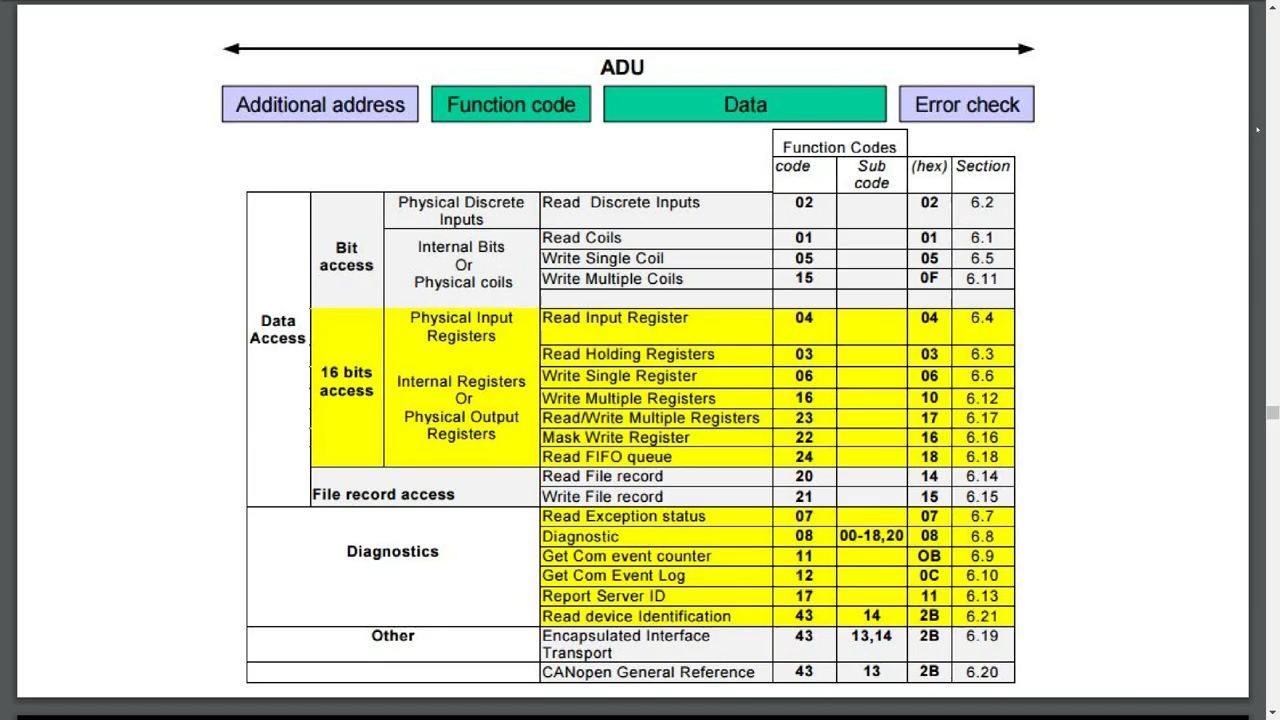 ADU
Additional address Function code Data Error check
Function Codes
code Sub code (hex) Section
Data Access
Bit access
Physical Discrete Inputs
Read Discrete Inputs 02 02 6.2
Internal Bits Or Physical coils
Read Coils 01 01 6.1
Write Single Coil 05 05 6.5
Write Multiple Coils 15 0F 6.11
16 bits access
Physical Input Registers
Read Input Register 04 04 6.4
Internal Registers Or Physical Output Registers
Read Holding Registers 03 03 6.3
Write Single Register 06 06 6.6
Write Multiple Registers 16 10 6.12
Read/Write Multiple Registers 23 17 6.17
Mask Write Register 22 16 6.16
Read FIFO queue 24 18 6.18
File record access
Read File record 20 14 6.14
Write File record 21 15 6.15
Diagnostics
Read Exception status 07 07 6.7
Diagnostic 08 00-18,20 08 6.8
Get Com event counter 11 OB 6.9
Get Com Event Log 12 0C 6.10
Report Server ID 17 11 6.13
Read device Identification 43 14 2B 6.21
Other
Encapsulated Interface Transport 43 13,14 2B 6.19
CANopen General Reference 43 13 2B 6.20